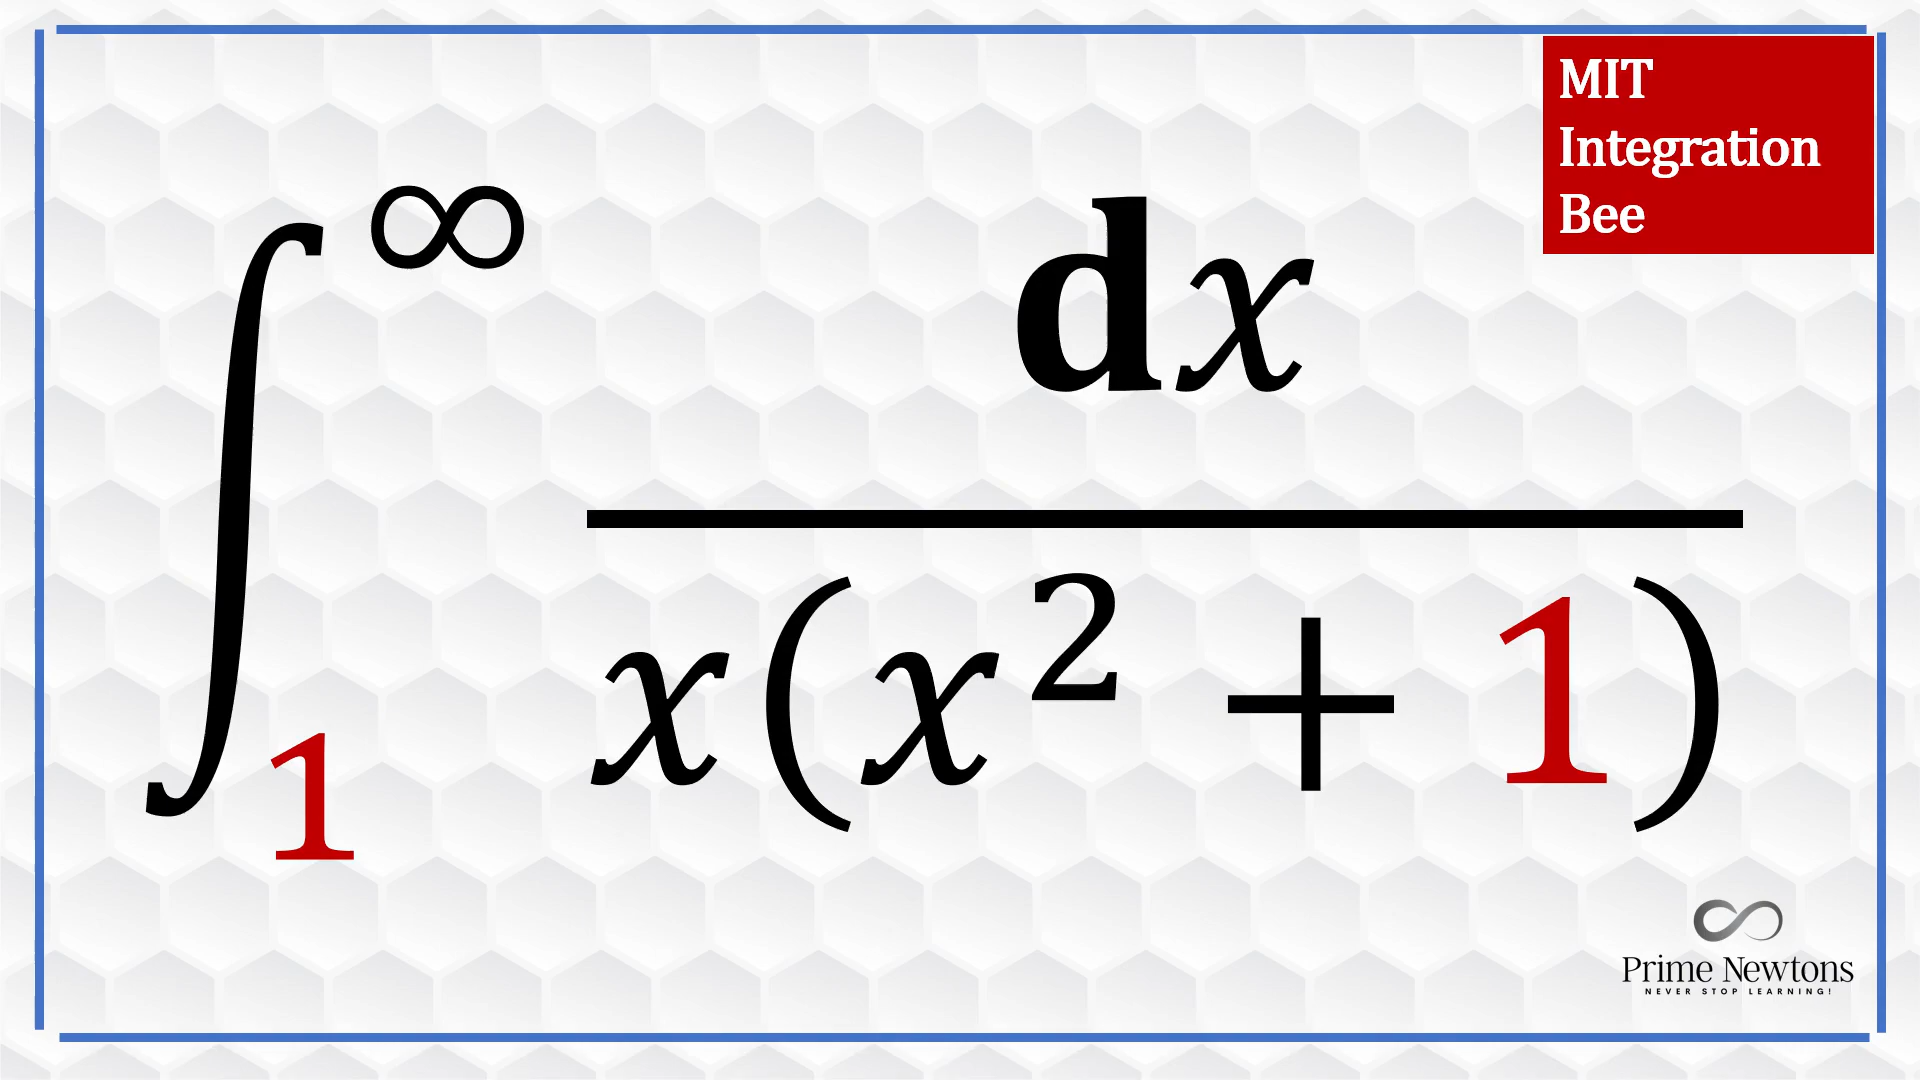 MIT
Integration
Bee
∫₁^∞ dx / x(x² + 1)
Prime Newtons
NEVER STOP LEARNING!